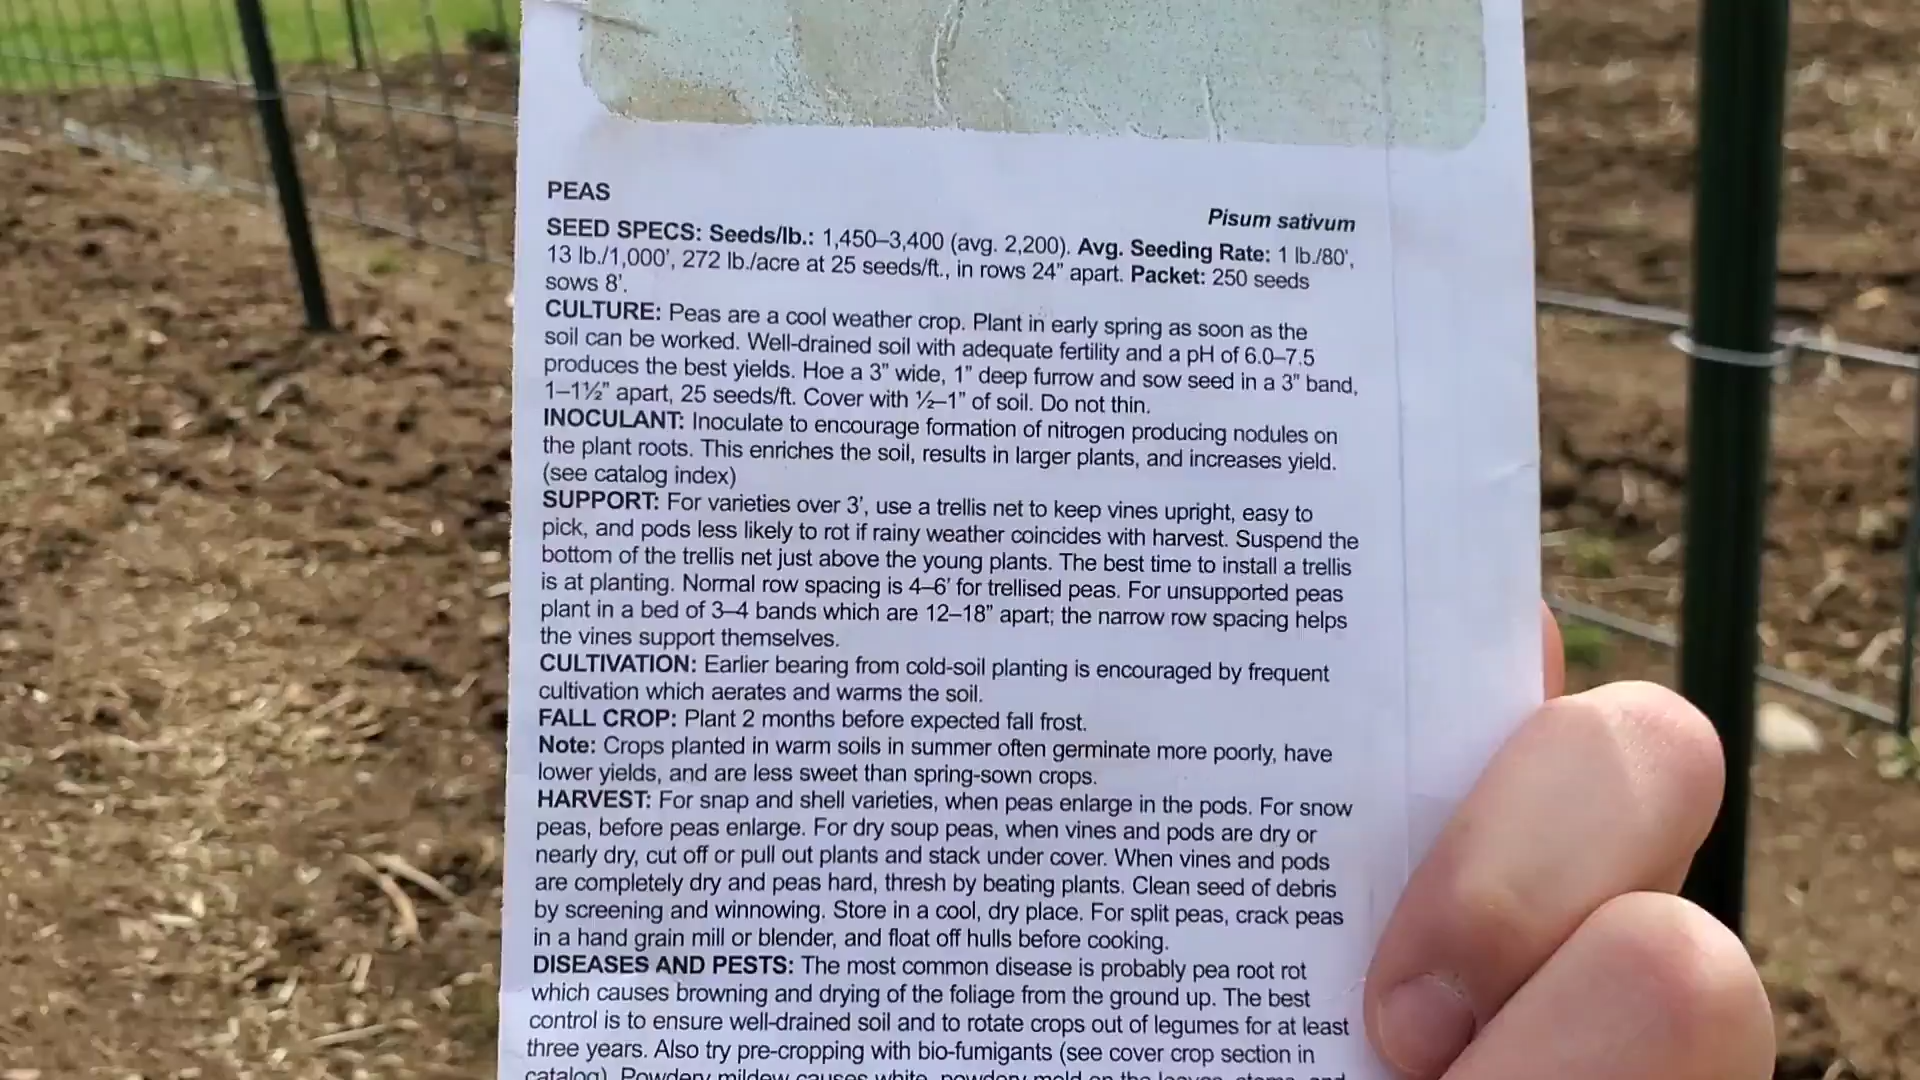 PEAS
Pisum sativum
SEED SPECS: Seeds/lb.: 1,450–3,400 (avg. 2,200). Avg. Seeding Rate: 1 lb./80’,
13 lb./1,000’, 272 lb./acre at 25 seeds/ft., in rows 24” apart. Packet: 250 seeds
sows 8’.
CULTURE: Peas are a cool weather crop. Plant in early spring as soon as the
soil can be worked. Well-drained soil with adequate fertility and a pH of 6.0–7.5
produces the best yields. Hoe a 3” wide, 1” deep furrow and sow seed in a 3” band,
1–1½” apart, 25 seeds/ft. Cover with ½–1” of soil. Do not thin.
INOCULANT: Inoculate to encourage formation of nitrogen producing nodules on
the plant roots. This enriches the soil, results in larger plants, and increases yield.
(see catalog index)
SUPPORT: For varieties over 3’, use a trellis net to keep vines upright, easy to
pick, and pods less likely to rot if rainy weather coincides with harvest. Suspend the
bottom of the trellis net just above the young plants. The best time to install a trellis
is at planting. Normal row spacing is 4–6’ for trellised peas. For unsupported peas
plant in a bed of 3–4 bands which are 12–18” apart; the narrow row spacing helps
the vines support themselves.
CULTIVATION: Earlier bearing from cold-soil planting is encouraged by frequent
cultivation which aerates and warms the soil.
FALL CROP: Plant 2 months before expected fall frost.
Note: Crops planted in warm soils in summer often germinate more poorly, have
lower yields, and are less sweet than spring-sown crops.
HARVEST: For snap and shell varieties, when peas enlarge in the pods. For snow
peas, before peas enlarge. For dry soup peas, when vines and pods are dry or
nearly dry, cut off or pull out plants and stack under cover. When vines and pods
are completely dry and peas hard, thresh by beating plants. Clean seed of debris
by screening and winnowing. Store in a cool, dry place. For split peas, crack peas
in a hand grain mill or blender, and float off hulls before cooking.
DISEASES AND PESTS: The most common disease is probably pea root rot
which causes browning and drying of the foliage from the ground up. The best
control is to ensure well-drained soil and to rotate crops out of legumes for at least
three years. Also try pre-cropping with bio-fumigants (see cover crop section in
catalog). Powdery mildew causes white, powdery mold on the leaves, stems, and